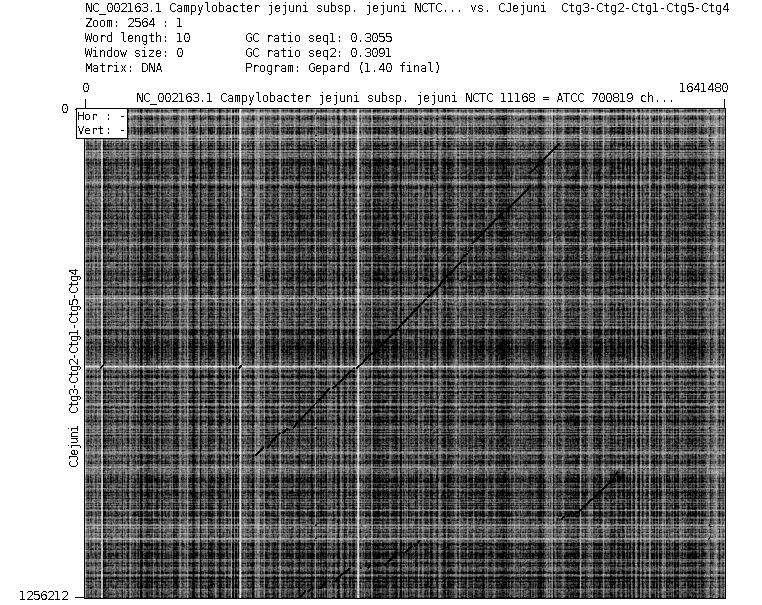 NC_002163.1 Campylobacter jejuni subsp. jejuni NCTC... vs. CJejuni Ctg3-Ctg2-Ctg1-Ctg5-Ctg4
Zoom: 2564 : 1
Word length: 10 GC ratio seq1: 0.3055
Window size: 0 GC ratio seq2: 0.3091
Matrix: DNA Program: Gepard (1.40 final)
0 1641480
NC_002163.1 Campylobacter jejuni subsp. jejuni NCTC 11168 = ATCC 700819 ch...
0
Hor : -
Vert: -
CJejuni Ctg3-Ctg2-Ctg1-Ctg5-Ctg4
1256212